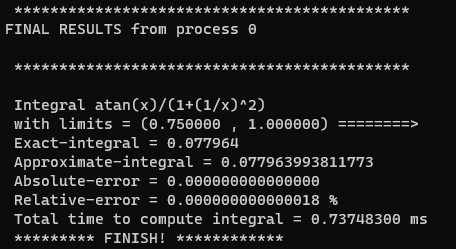 *******************************************
FINAL RESULTS from process 0
*******************************************
Integral atan(x)/(1+(1/x)^2)
with limits = (0.750000 , 1.000000) ========>
Exact-integral = 0.077964
Approximate-integral = 0.077963993811773
Absolute-error = 0.000000000000000
Relative-error = 0.000000000000018 %
Total time to compute integral = 0.73748300 ms
********* FINISH! ************